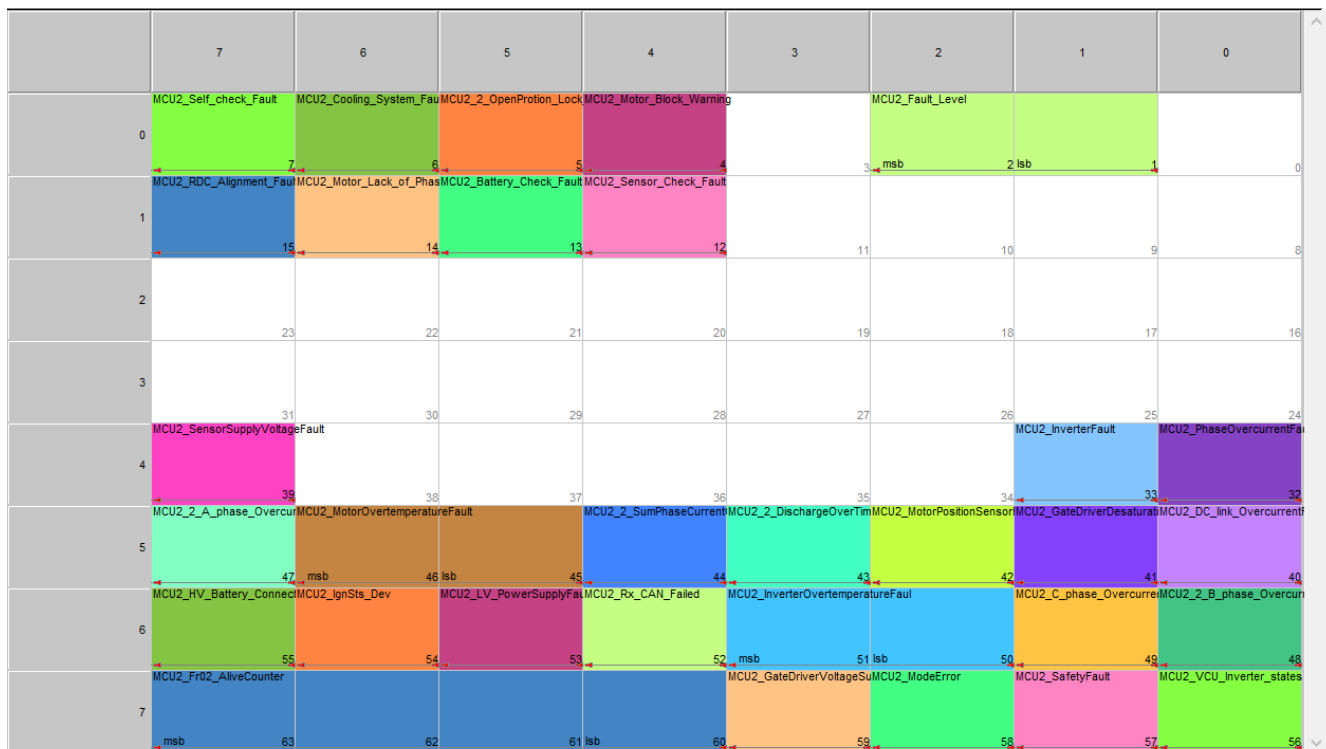 7 6 5 4 3 2 1 0
MCU2_Self_check_Fault MCU2_Cooling_System_Fau MCU2_2_OpenProtion_Lock MCU2_Motor_Block_Warning MCU2_Fault_Level
0
7 6 5 4 3 msb 2 lsb 1 0
MCU2_RDC_Alignment_Faul MCU2_Motor_Lack_of_Phas MCU2_Battery_Check_Fault MCU2_Sensor_Check_Fault
1
15 14 13 12 11 10 9 8
2
23 22 21 20 19 18 17 16
3
31 30 29 28 27 26 25 24
MCU2_SensorSupplyVoltageFault MCU2_InverterFault MCU2_PhaseOvercurrentFau
4
39 38 37 36 35 34 33 32
MCU2_2_A_phase_Overcur MCU2_MotorOvertemperatureFault MCU2_2_SumPhaseCurrent MCU2_2_DischargeOverTim MCU2_MotorPositionSensor MCU2_GateDriverDesaturati MCU2_DC_link_Overcurrentf
5
47 msb 46 lsb 45 44 43 42 41 40
MCU2_HV_Battery_Connect MCU2_IgnSts_Dev MCU2_LV_PowerSupplyFau MCU2_Rx_CAN_Failed MCU2_InverterOvertemperatureFaul MCU2_C_phase_Overcurre MCU2_2_B_phase_Overcur
6
55 54 53 52 msb 51 lsb 50 49 48
MCU2_Fr02_AliveCounter MCU2_GateDriverVoltageSu MCU2_ModeError MCU2_SafetyFault MCU2_VCU_Inverter_states
7
msb 63 62 61 lsb 60 59 58 57 56